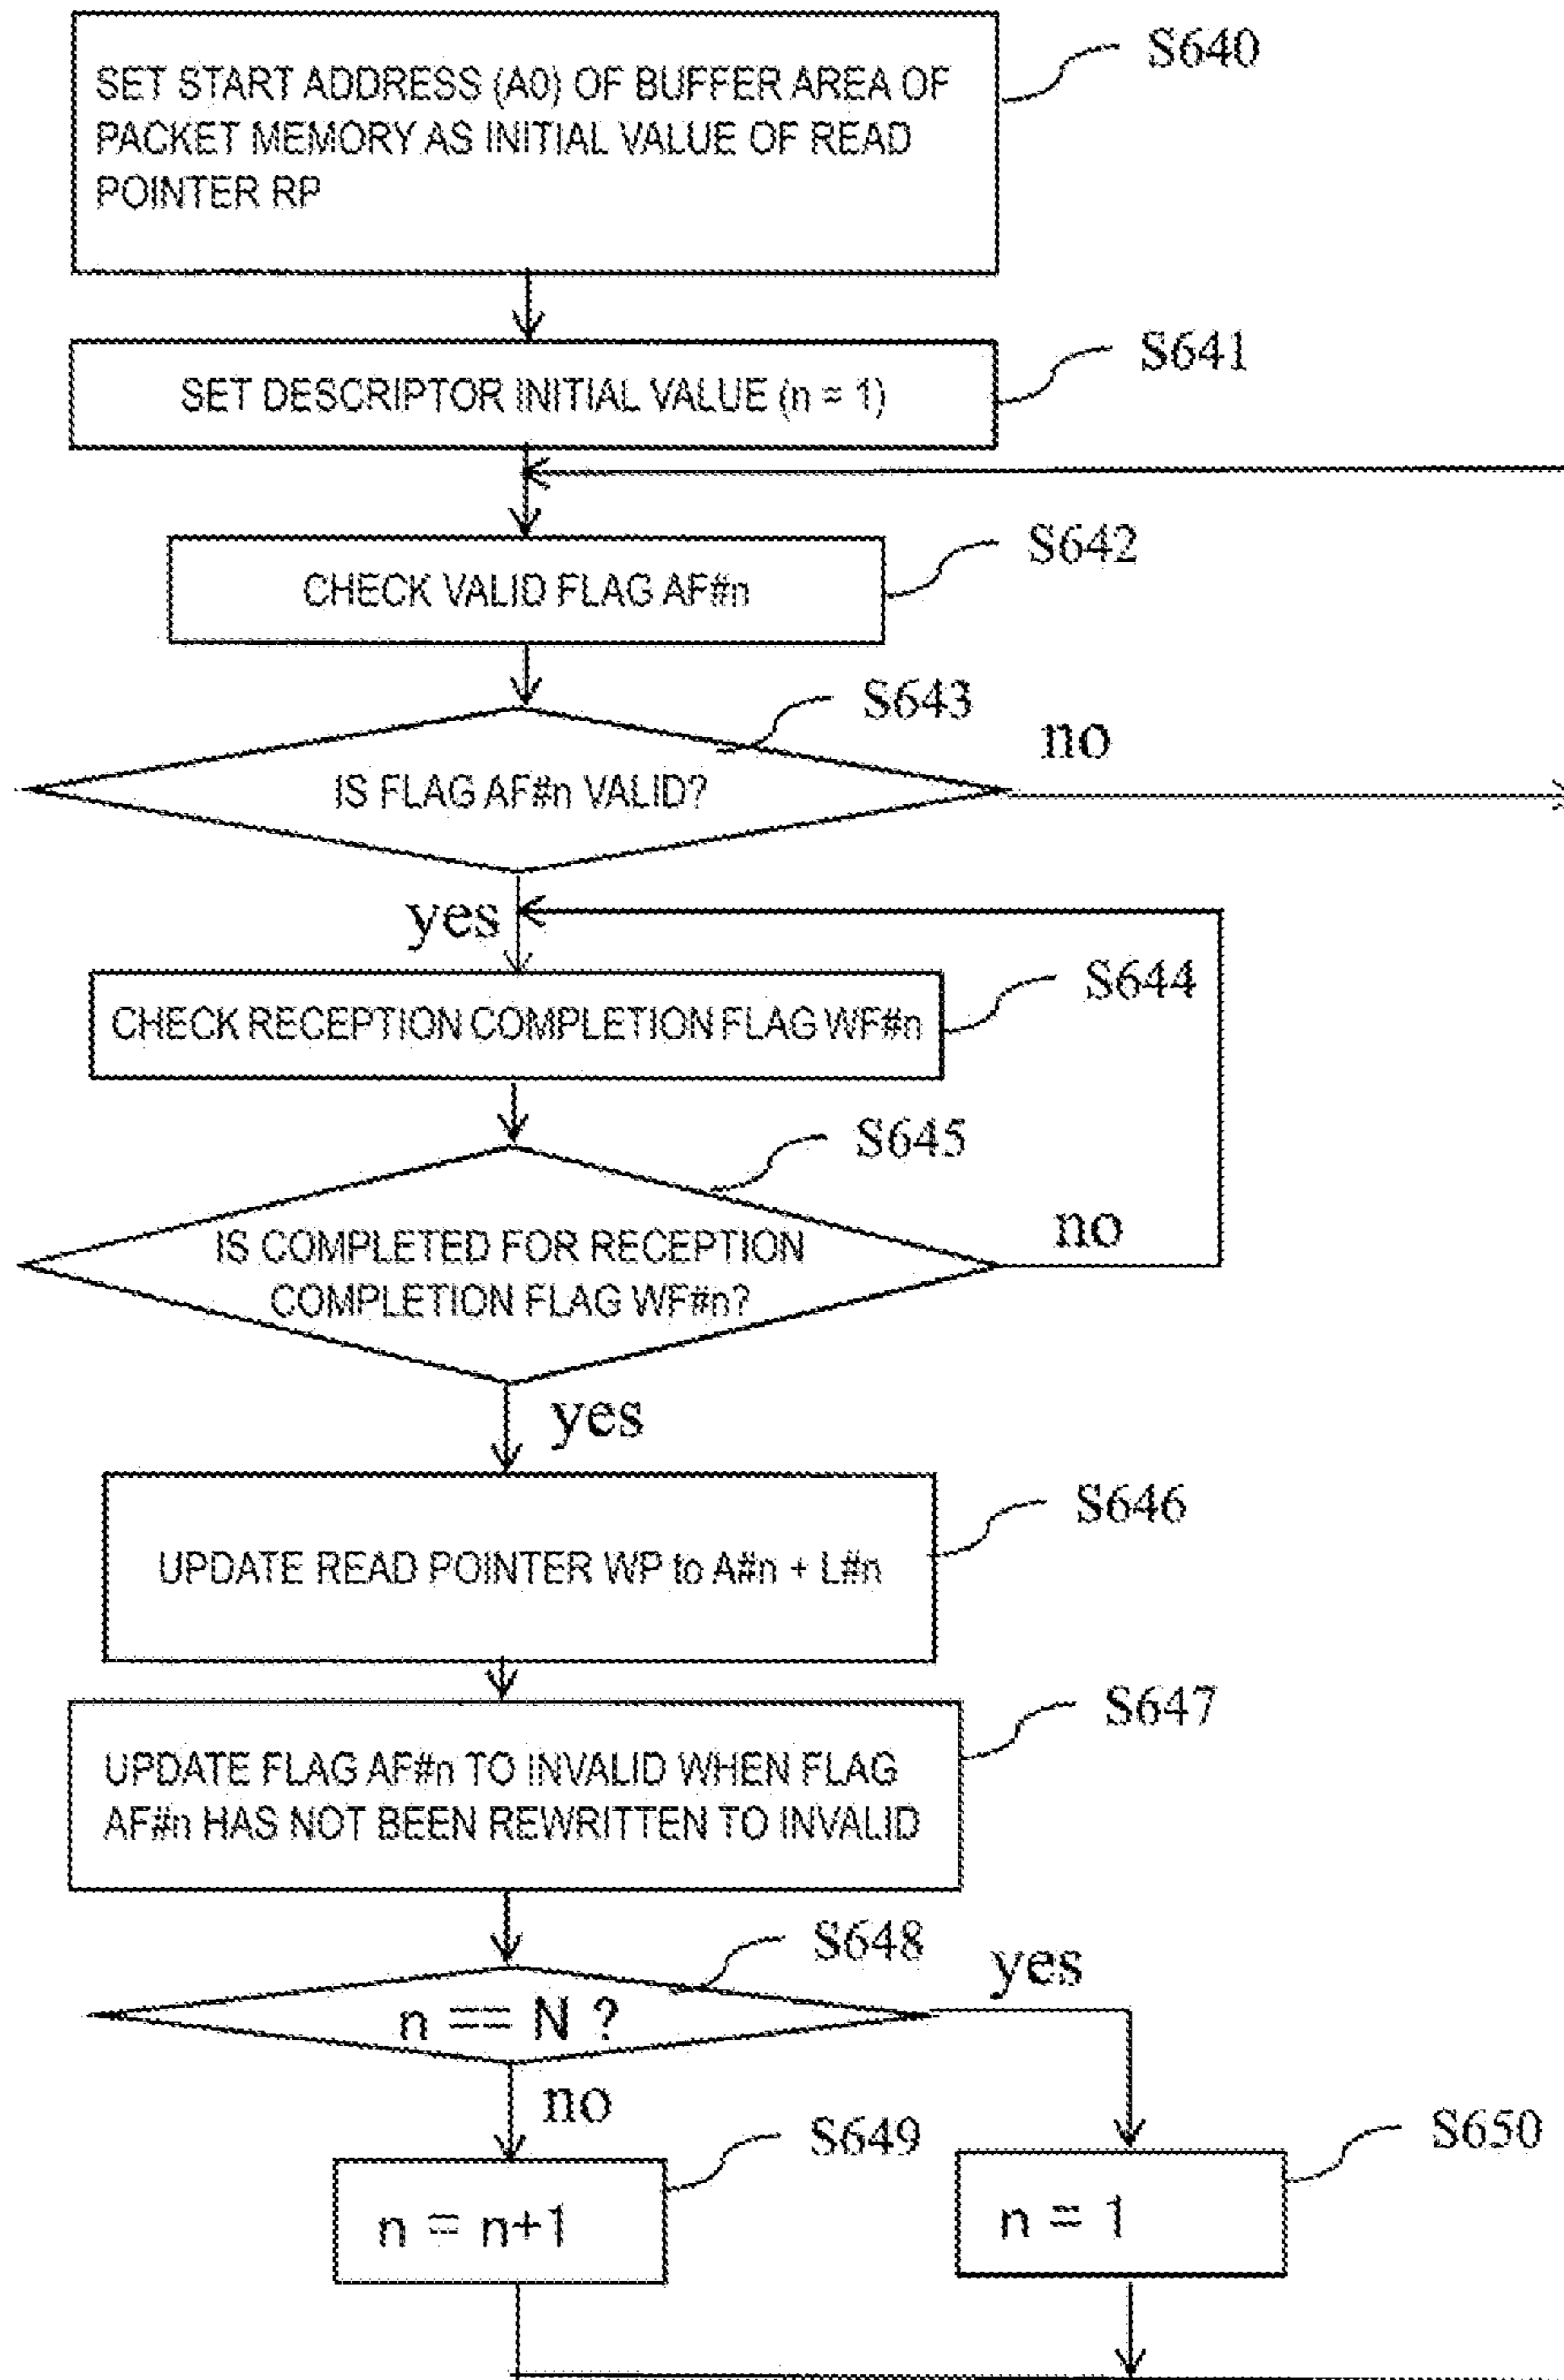 S640
SET START ADDRESS (A0) OF BUFFER AREA OF
PACKET MEMORY AS INITIAL VALUE OF READ
POINTER RP
S641
SET DESCRIPTOR INITIAL VALUE (n = 1)
S642
CHECK VALID FLAG AF#n
S643
no
IS FLAG AF#n VALID?
yes
S644
CHECK RECEPTION COMPLETION FLAG WF#n
S645
no
IS COMPLETED FOR RECEPTION
COMPLETION FLAG WF#n?
yes
S646
UPDATE READ POINTER WP to A#n + L#n
S647
UPDATE FLAG AF#n TO INVALID WHEN FLAG
AF#n HAS NOT BEEN REWRITTEN TO INVALID
S648
yes
n == N ?
no
S649
S650
n = n+1
n = 1